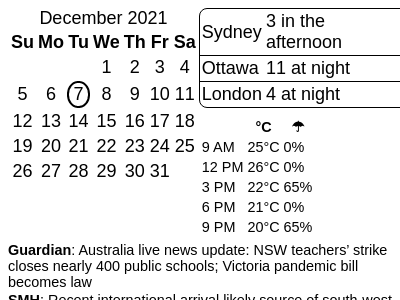 December 2021
Su Mo Tu We Th Fr Sa
1 2 3 4
5 6 7 8 9 10 11
12 13 14 15 16 17 18
19 20 21 22 23 24 25
26 27 28 29 30 31
Sydney 3 in the
afternoon
Ottawa 11 at night
London 4 at night
°C ☂
9 AM 25°C 0%
12 PM 26°C 0%
3 PM 22°C 65%
6 PM 21°C 0%
9 PM 20°C 65%
Guardian: Australia live news update: NSW teachers’ strike
closes nearly 400 public schools; Victoria pandemic bill
becomes law
SMH: Recent international arrival likely source of south-west